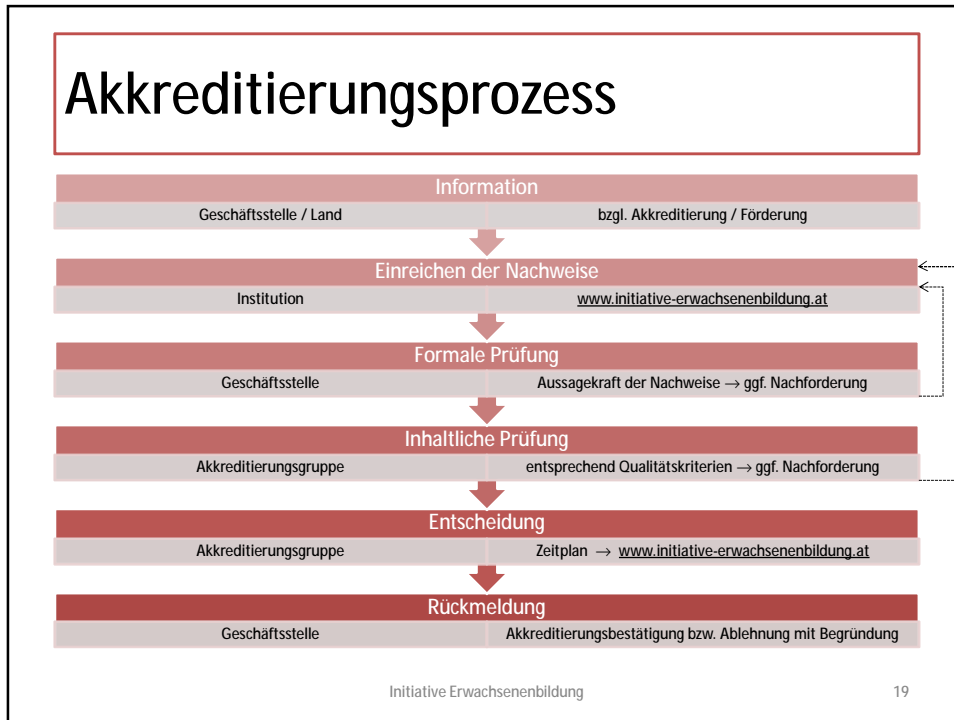 Akkreditierungsprozess
Information
Geschäftsstelle / Land bzgl. Akkreditierung / Förderung
Einreichen der Nachweise
Institution www.initiative-erwachsenenbildung.at
Formale Prüfung
Geschäftsstelle Aussagekraft der Nachweise → ggf. Nachforderung
Inhaltliche Prüfung
Akkreditierungsgruppe entsprechend Qualitätskriterien → ggf. Nachforderung
Entscheidung
Akkreditierungsgruppe Zeitplan → www.initiative-erwachsenenbildung.at
Rückmeldung
Geschäftsstelle Akkreditierungsbestätigung bzw. Ablehnung mit Begründung
Initiative Erwachsenenbildung 19